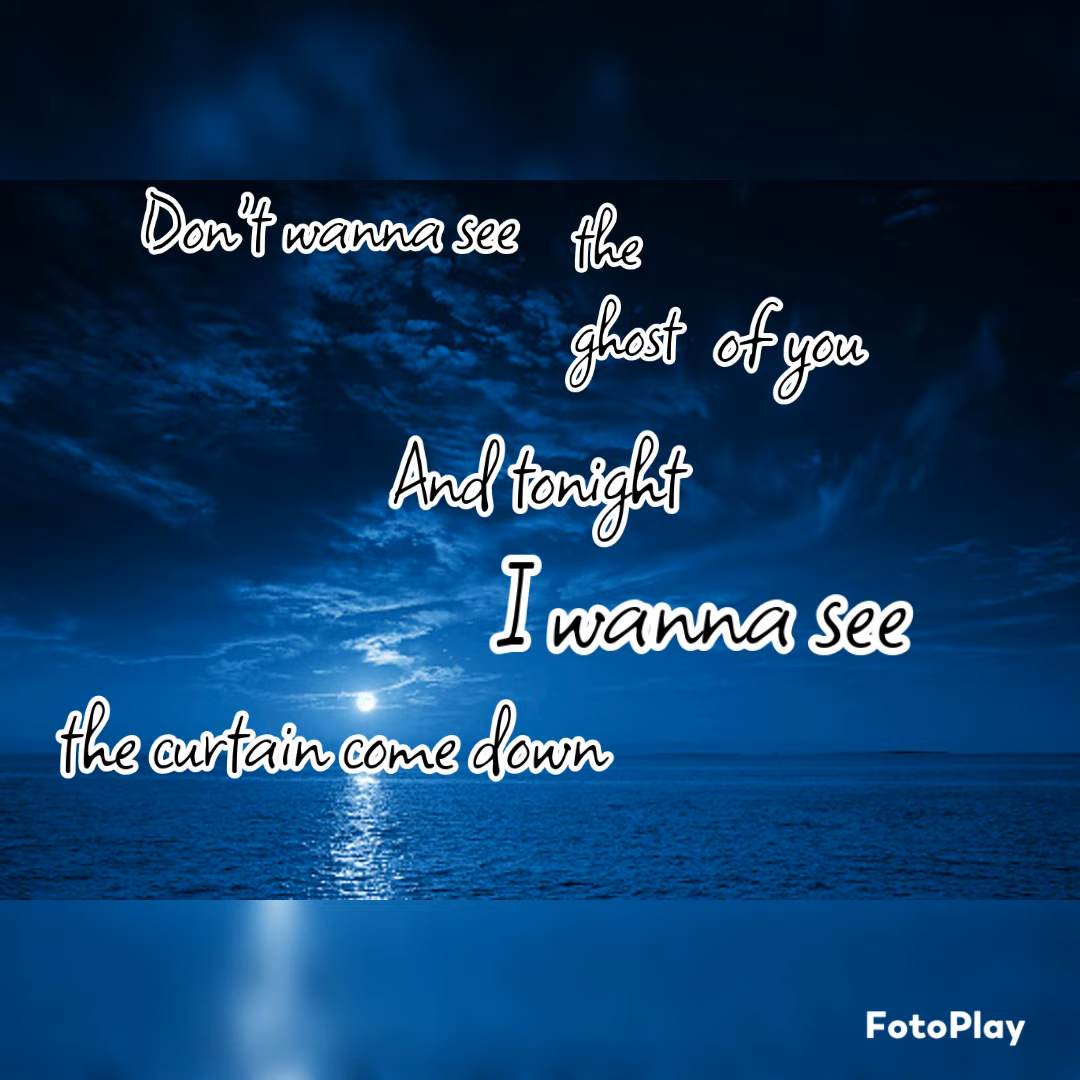 Don't wanna see the
ghost of you
And tonight
I wanna see
the curtain come down
FotoPlay